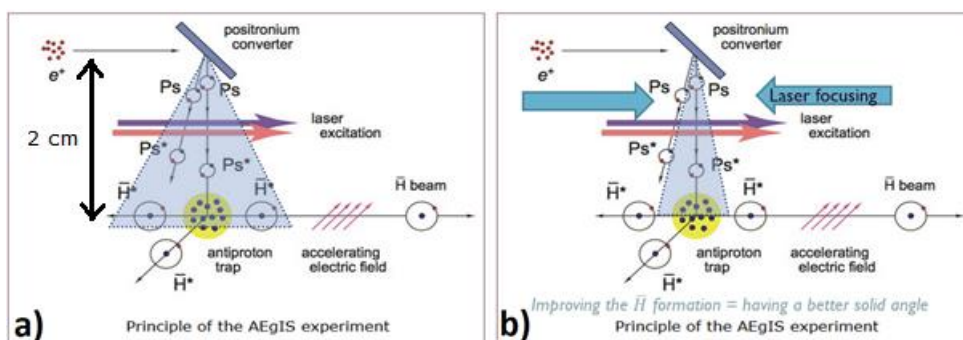 positronium
converter
e⁺
Ps
Ps
2 cm
laser
excitation
Ps*
Ps*
H̄*
H̄*
H̄ beam
antiproton
trap
accelerating
electric field
H̄*
a)
Principle of the AEgIS experiment
positronium
converter
e⁺
Laser focusing
Ps
Ps
laser
excitation
Ps*
Ps*
H̄*
H̄*
H̄ beam
antiproton
trap
accelerating
electric field
H̄*
Improving the H̄ formation = having a better solid angle
b)
Principle of the AEgIS experiment